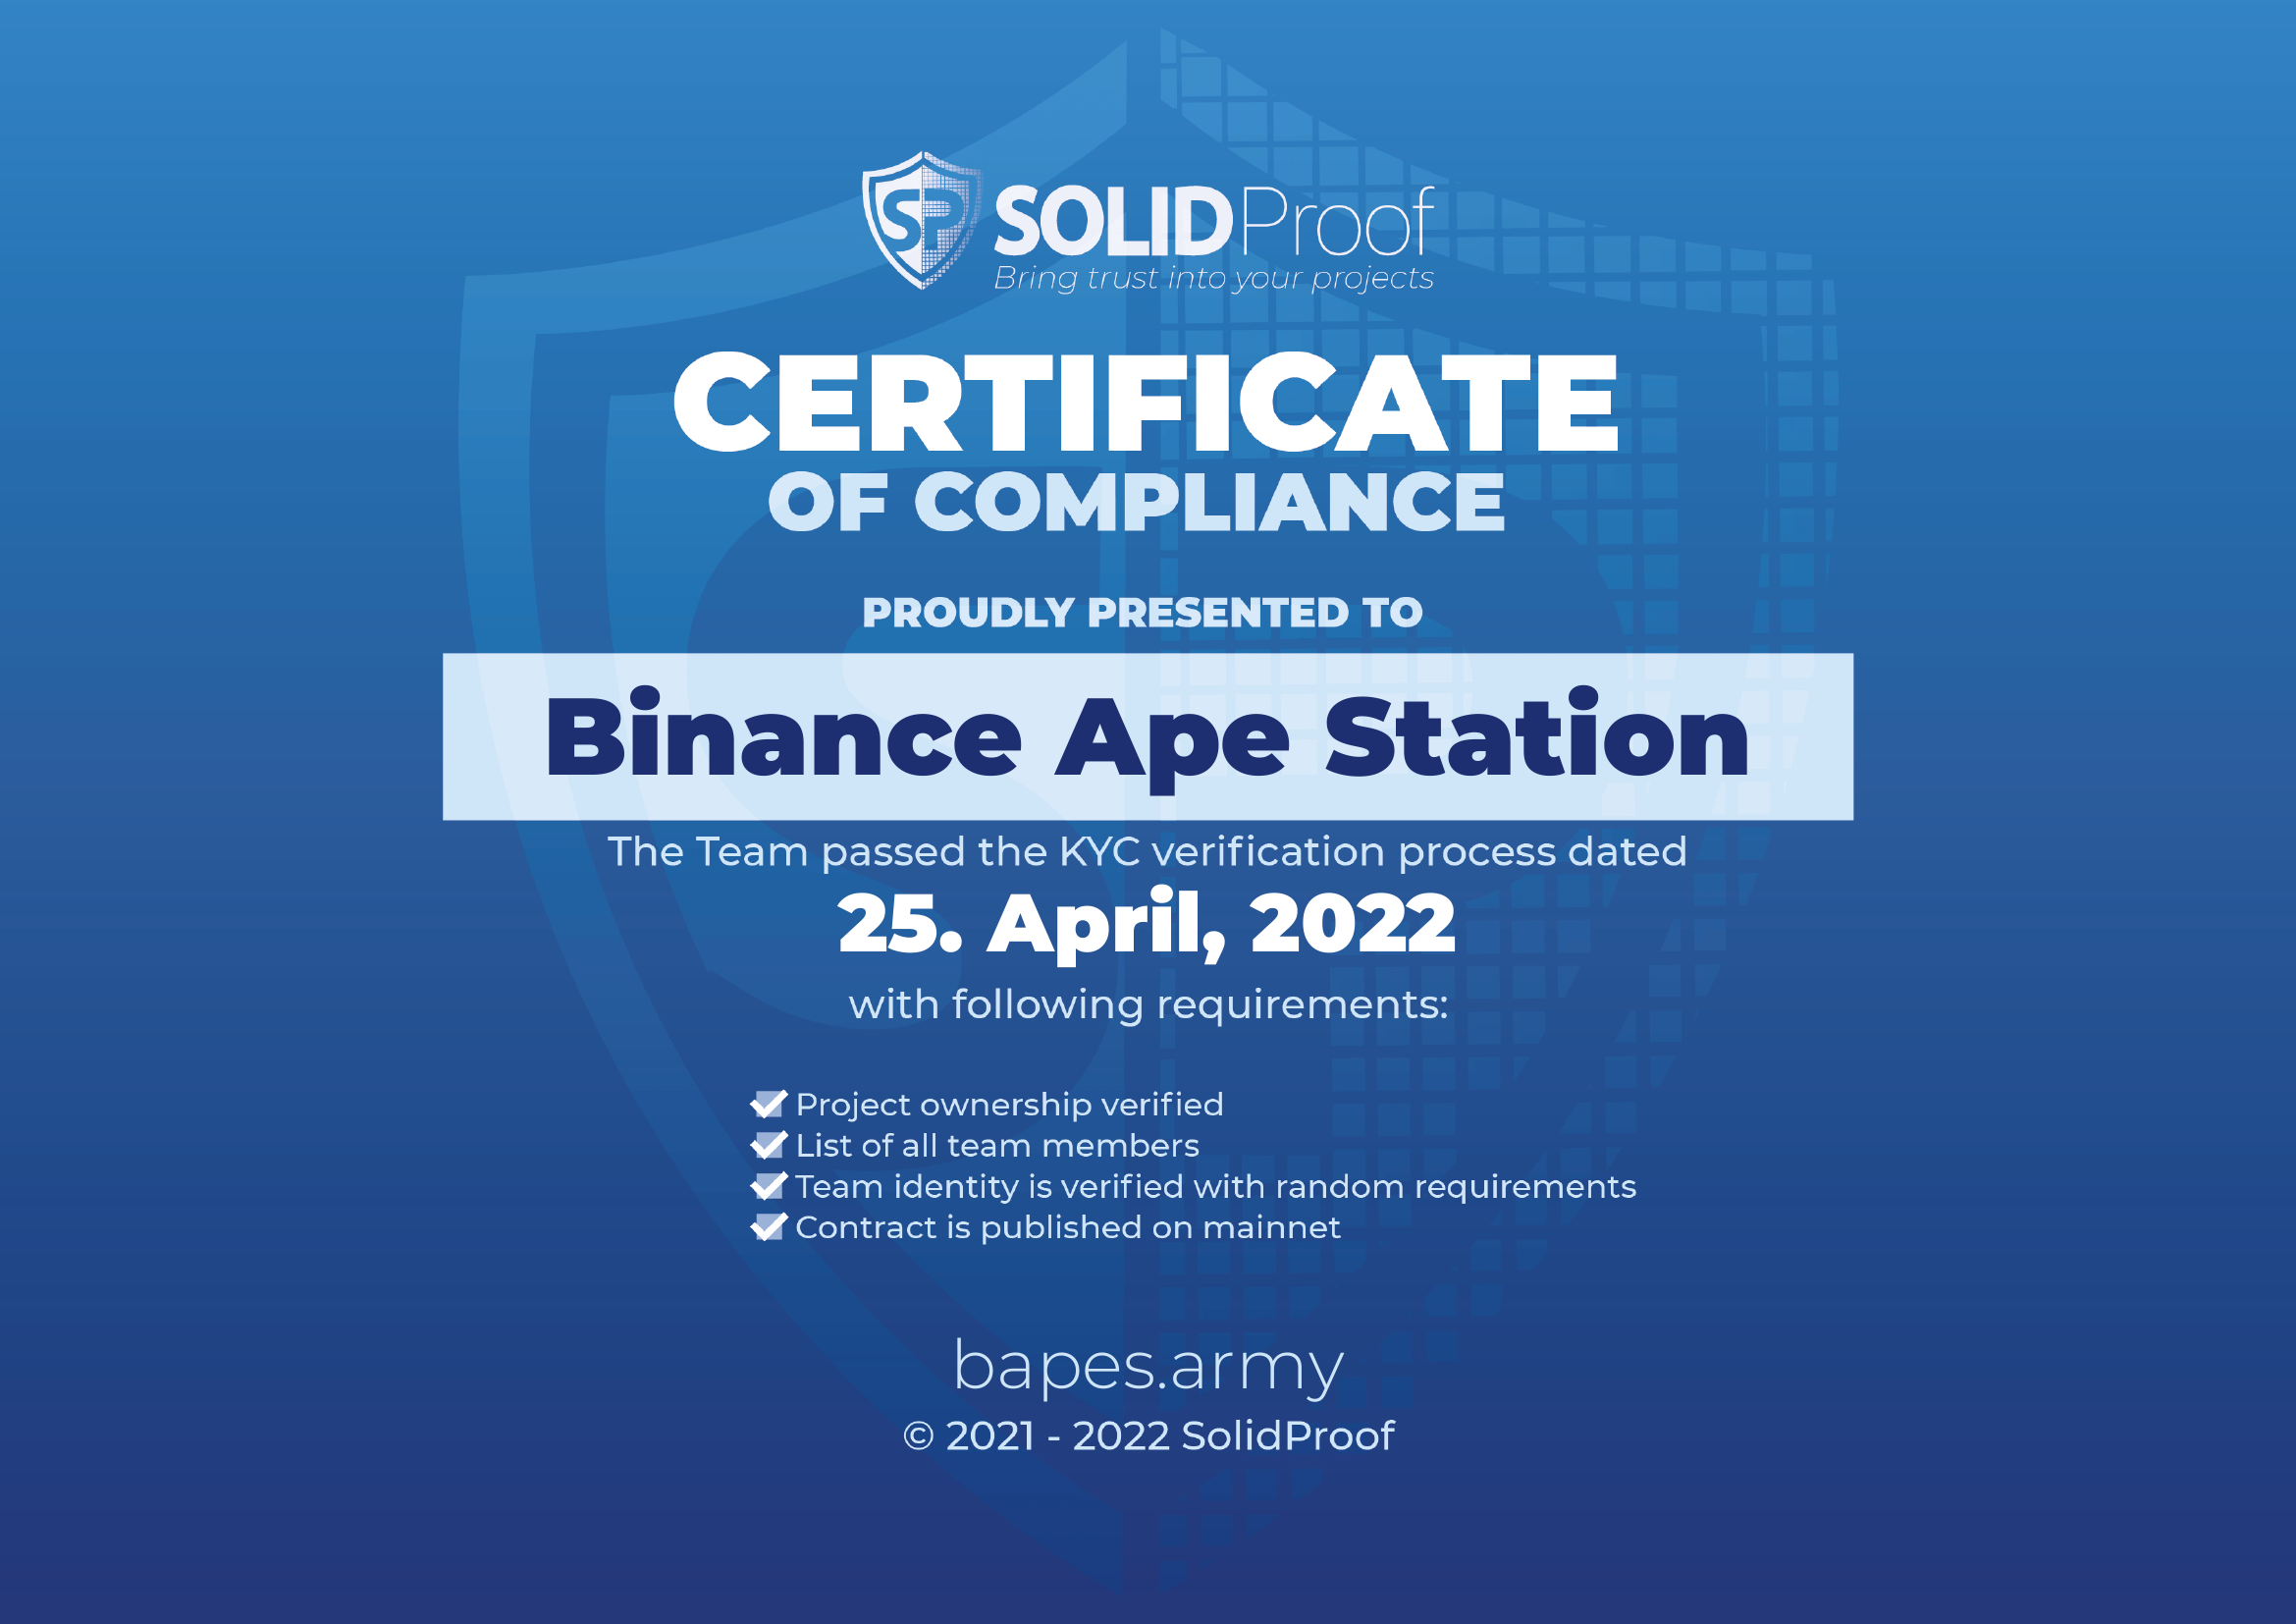 SP SOLIDProof
Bring trust into your projects
CERTIFICATE
OF COMPLIANCE
PROUDLY PRESENTED TO
Binance Ape Station
The Team passed the KYC verification process dated
25. April, 2022
with following requirements:
Project ownership verified
List of all team members
Team identity is verified with random requirements
Contract is published on mainnet
bapes.army
© 2021 - 2022 SolidProof